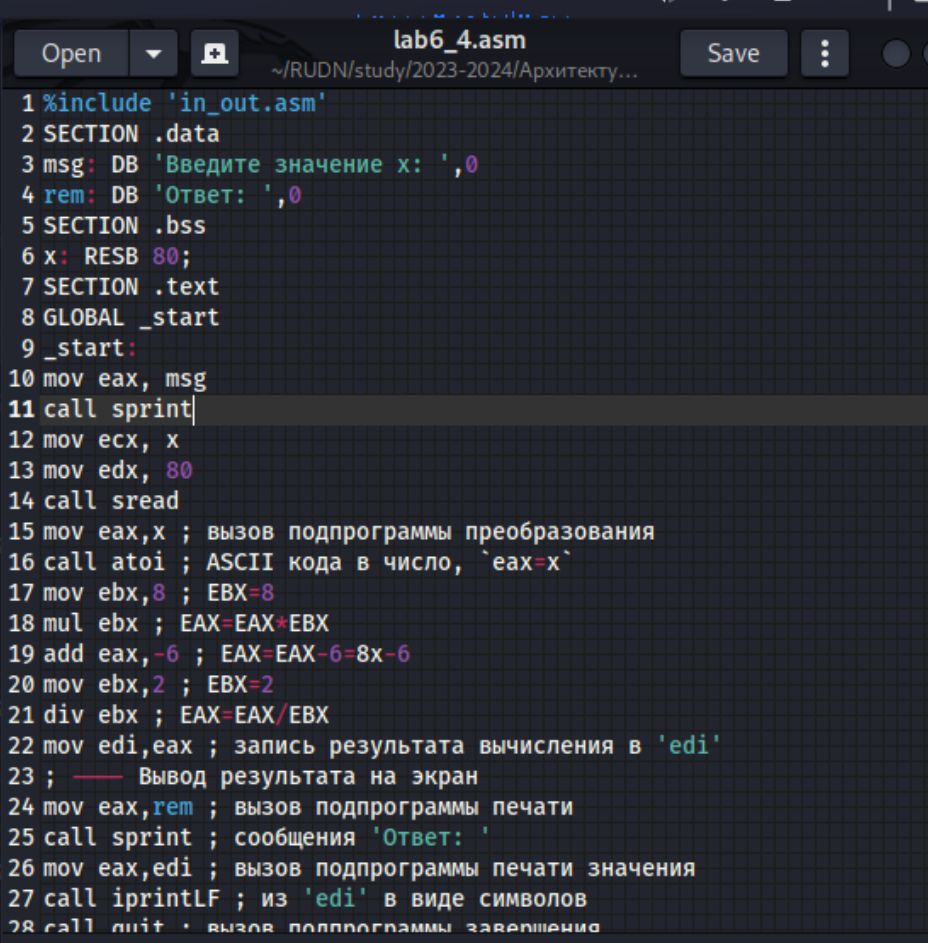 Open
lab6_4.asm
~/RUDN/study/2023-2024/Архитекту...
Save
1 %include 'in_out.asm'
2 SECTION .data
3 msg: DB 'Введите значение x: ',0
4 rem: DB 'Ответ: ',0
5 SECTION .bss
6 x: RESB 80;
7 SECTION .text
8 GLOBAL _start
9 _start:
10 mov eax, msg
11 call sprint
12 mov ecx, x
13 mov edx, 80
14 call sread
15 mov eax,x ; вызов подпрограммы преобразования
16 call atoi ; ASCII кода в число, `eax=x`
17 mov ebx,8 ; EBX=8
18 mul ebx ; EAX=EAX*EBX
19 add eax,-6 ; EAX=EAX-6=8x-6
20 mov ebx,2 ; EBX=2
21 div ebx ; EAX=EAX/EBX
22 mov edi,eax ; запись результата вычисления в 'edi'
23 ; ---- Вывод результата на экран
24 mov eax,rem ; вызов подпрограммы печати
25 call sprint ; сообщения 'Ответ: '
26 mov eax,edi ; вызов подпрограммы печати значения
27 call iprintLF ; из 'edi' в виде символов
28 call quit ; вызов подпрограммы завершения